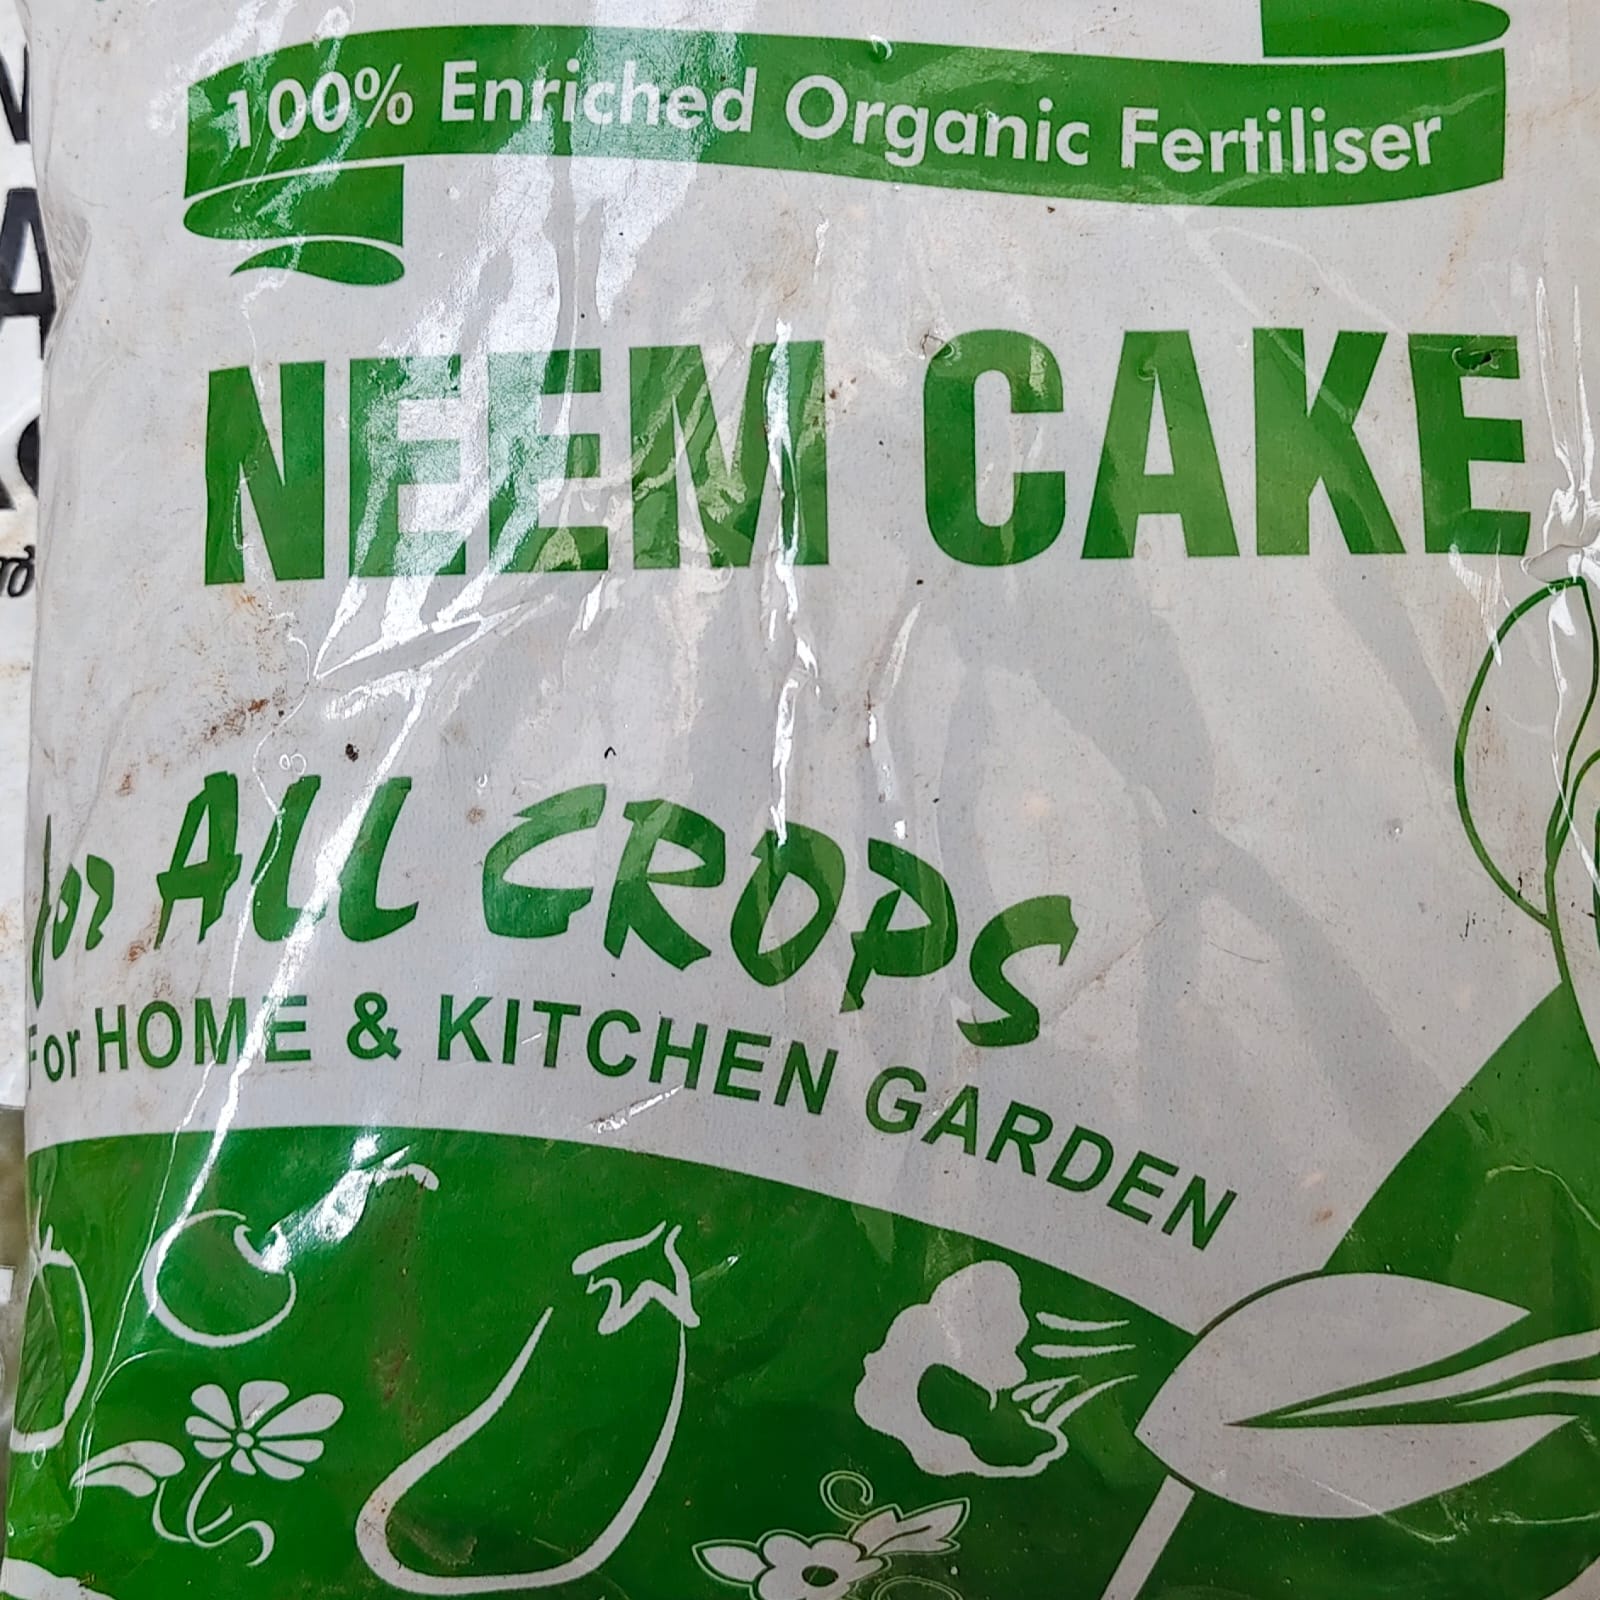 100% Enriched Organic Fertiliser
NEEM CAKE
for ALL CROPS
For HOME & KITCHEN GARDEN